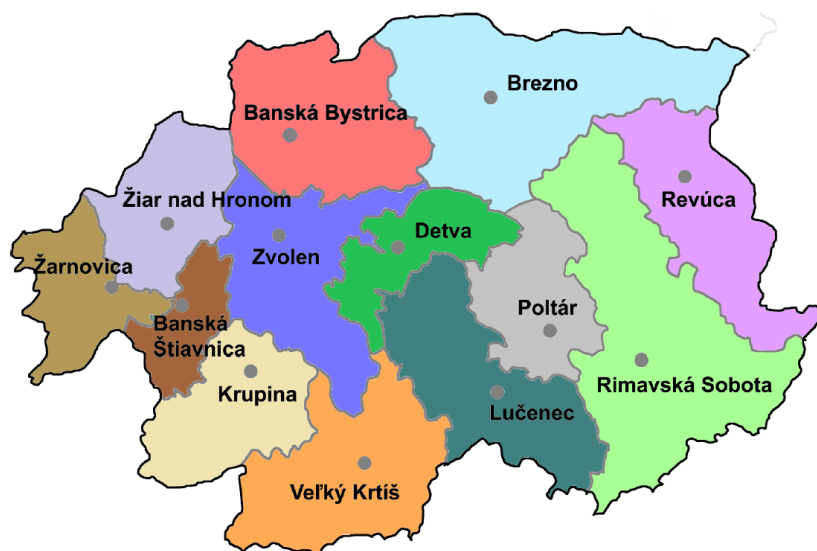 Brezno
Banská Bystrica
Revúca
Žiar nad Hronom
Detva
Zvolen
Žarnovica
Poltár
Banská
Štiavnica
Rimavská Sobota
Krupina
Lučenec
Veľký Krtíš